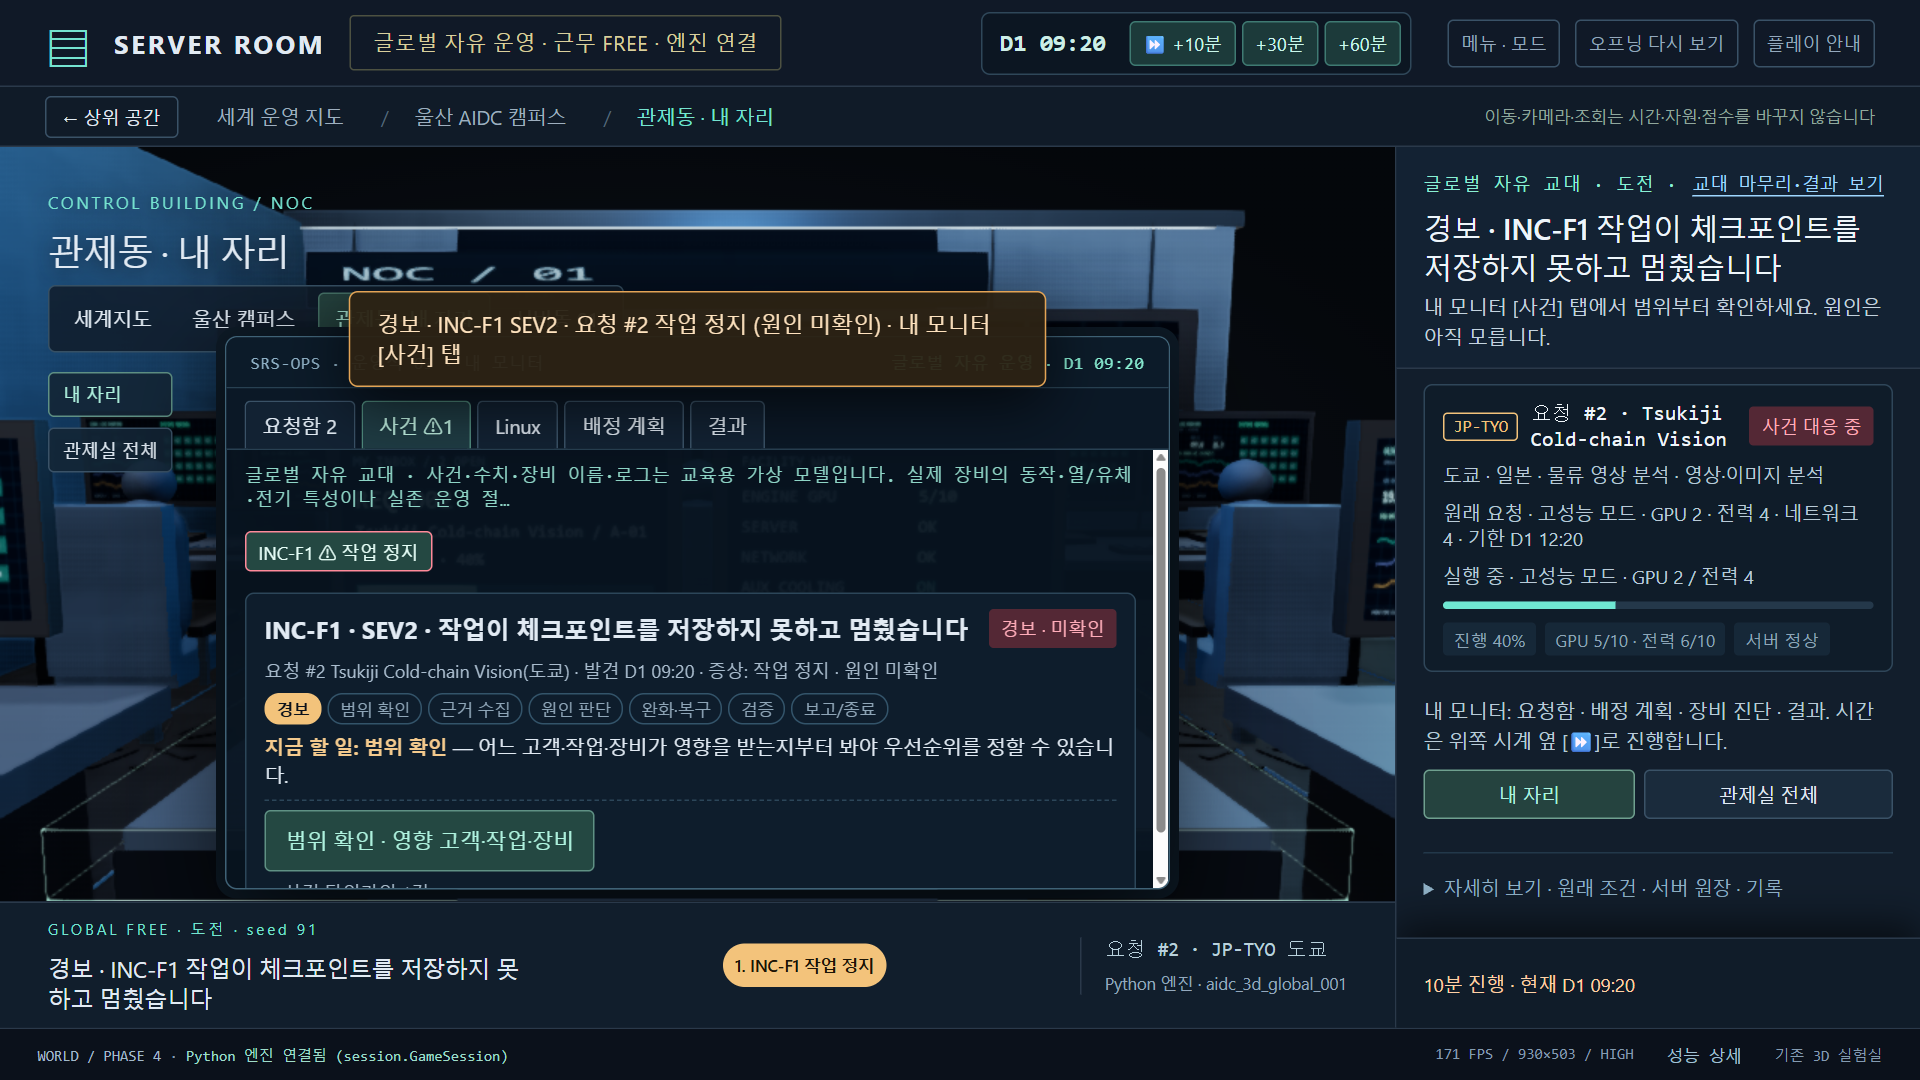 SERVER ROOM
글로벌 자유 운영 · 근무 FREE · 엔진 연결
D1 09:20
⏩ +10분
+30분
+60분
메뉴 · 모드
오프닝 다시 보기
플레이 안내
← 상위 공간
세계 운영 지도 / 울산 AIDC 캠퍼스 / 관제동 · 내 자리
이동·카메라·조회는 시간·자원·점수를 바꾸지 않습니다
CONTROL BUILDING / NOC
관제동 · 내 자리
NOC / 01
세계지도
울산 캠퍼스
내 자리
관제실 전체
경보 · INC-F1 SEV2 · 요청 #2 작업 정지 (원인 미확인) · 내 모니터
[사건] 탭
SRS-OPS ·
· D1 09:20
요청함 2
사건 ⚠1
Linux
배정 계획
결과
글로벌 자유 교대 · 사건·수치·장비 이름·로그는 교육용 가상 모델입니다. 실제 장비의 동작·열/유체
·전기 특성이나 실존 운영 절…
INC-F1 ⚠ 작업 정지
INC-F1 · SEV2 · 작업이 체크포인트를 저장하지 못하고 멈췄습니다
경보 · 미확인
요청 #2 Tsukiji Cold-chain Vision(도쿄) · 발견 D1 09:20 · 증상: 작업 정지 · 원인 미확인
경보
범위 확인
근거 수집
원인 판단
완화·복구
검증
보고/종료
지금 할 일: 범위 확인 — 어느 고객·작업·장비가 영향을 받는지부터 봐야 우선순위를 정할 수 있습니
다.
범위 확인 · 영향 고객·작업·장비
글로벌 자유 교대 · 도전 · 교대 마무리·결과 보기
경보 · INC-F1 작업이 체크포인트를
저장하지 못하고 멈췄습니다
내 모니터 [사건] 탭에서 범위부터 확인하세요. 원인은
아직 모릅니다.
JP-TYO
요청 #2 · Tsukiji
Cold-chain Vision
사건 대응 중
도쿄 · 일본 · 물류 영상 분석 · 영상·이미지 분석
원래 요청 · 고성능 모드 · GPU 2 · 전력 4 · 네트워크
4 · 기한 D1 12:20
실행 중 · 고성능 모드 · GPU 2 / 전력 4
진행 40%
GPU 5/10 · 전력 6/10
서버 정상
내 모니터: 요청함 · 배정 계획 · 장비 진단 · 결과. 시간
은 위쪽 시계 옆 [⏩]로 진행합니다.
내 자리
관제실 전체
▶ 자세히 보기 · 원래 조건 · 서버 원장 · 기록
GLOBAL FREE · 도전 · seed 91
경보 · INC-F1 작업이 체크포인트를 저장하지 못
하고 멈췄습니다
1. INC-F1 작업 정지
요청 #2 · JP-TYO 도쿄
Python 엔진 · aidc_3d_global_001
10분 진행 · 현재 D1 09:20
WORLD / PHASE 4 · Python 엔진 연결됨 (session.GameSession)
171 FPS / 930×503 / HIGH
성능 상세
기존 3D 실험실